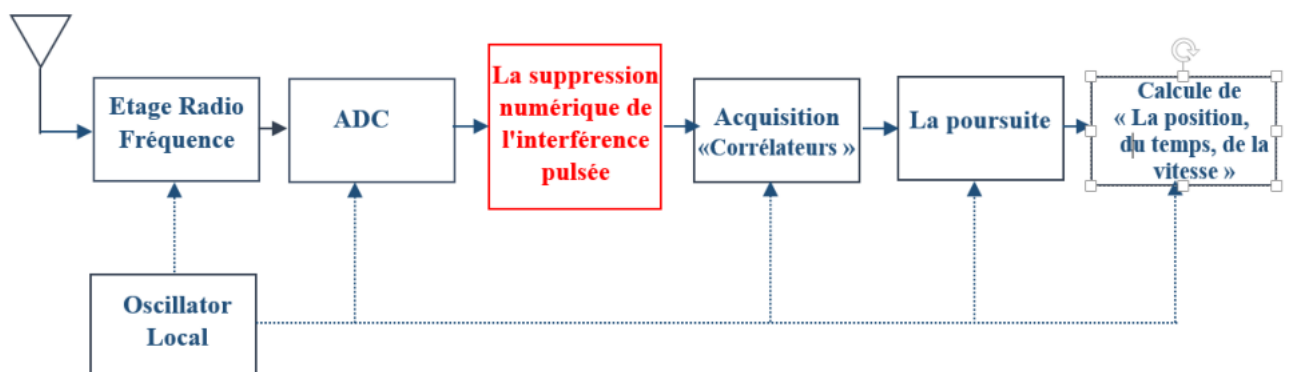 Etage Radio
Fréquence
ADC
La suppression
numérique de
l'interférence
pulsée
Acquisition
«Corrélateurs »
La poursuite
Calcule de
« La position,
du temps, de la
vitesse »
Oscillator
Local